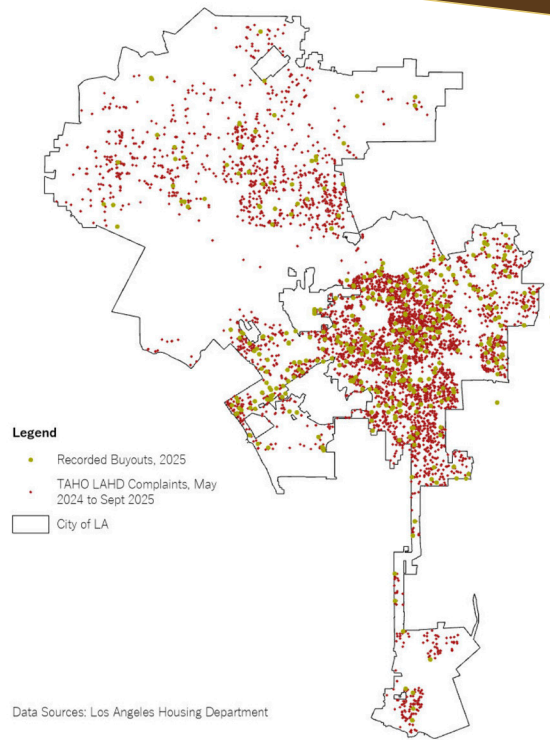 Legend
Recorded Buyouts, 2025
TAHO LAHD Complaints, May
2024 to Sept 2025
City of LA
Data Sources: Los Angeles Housing Department